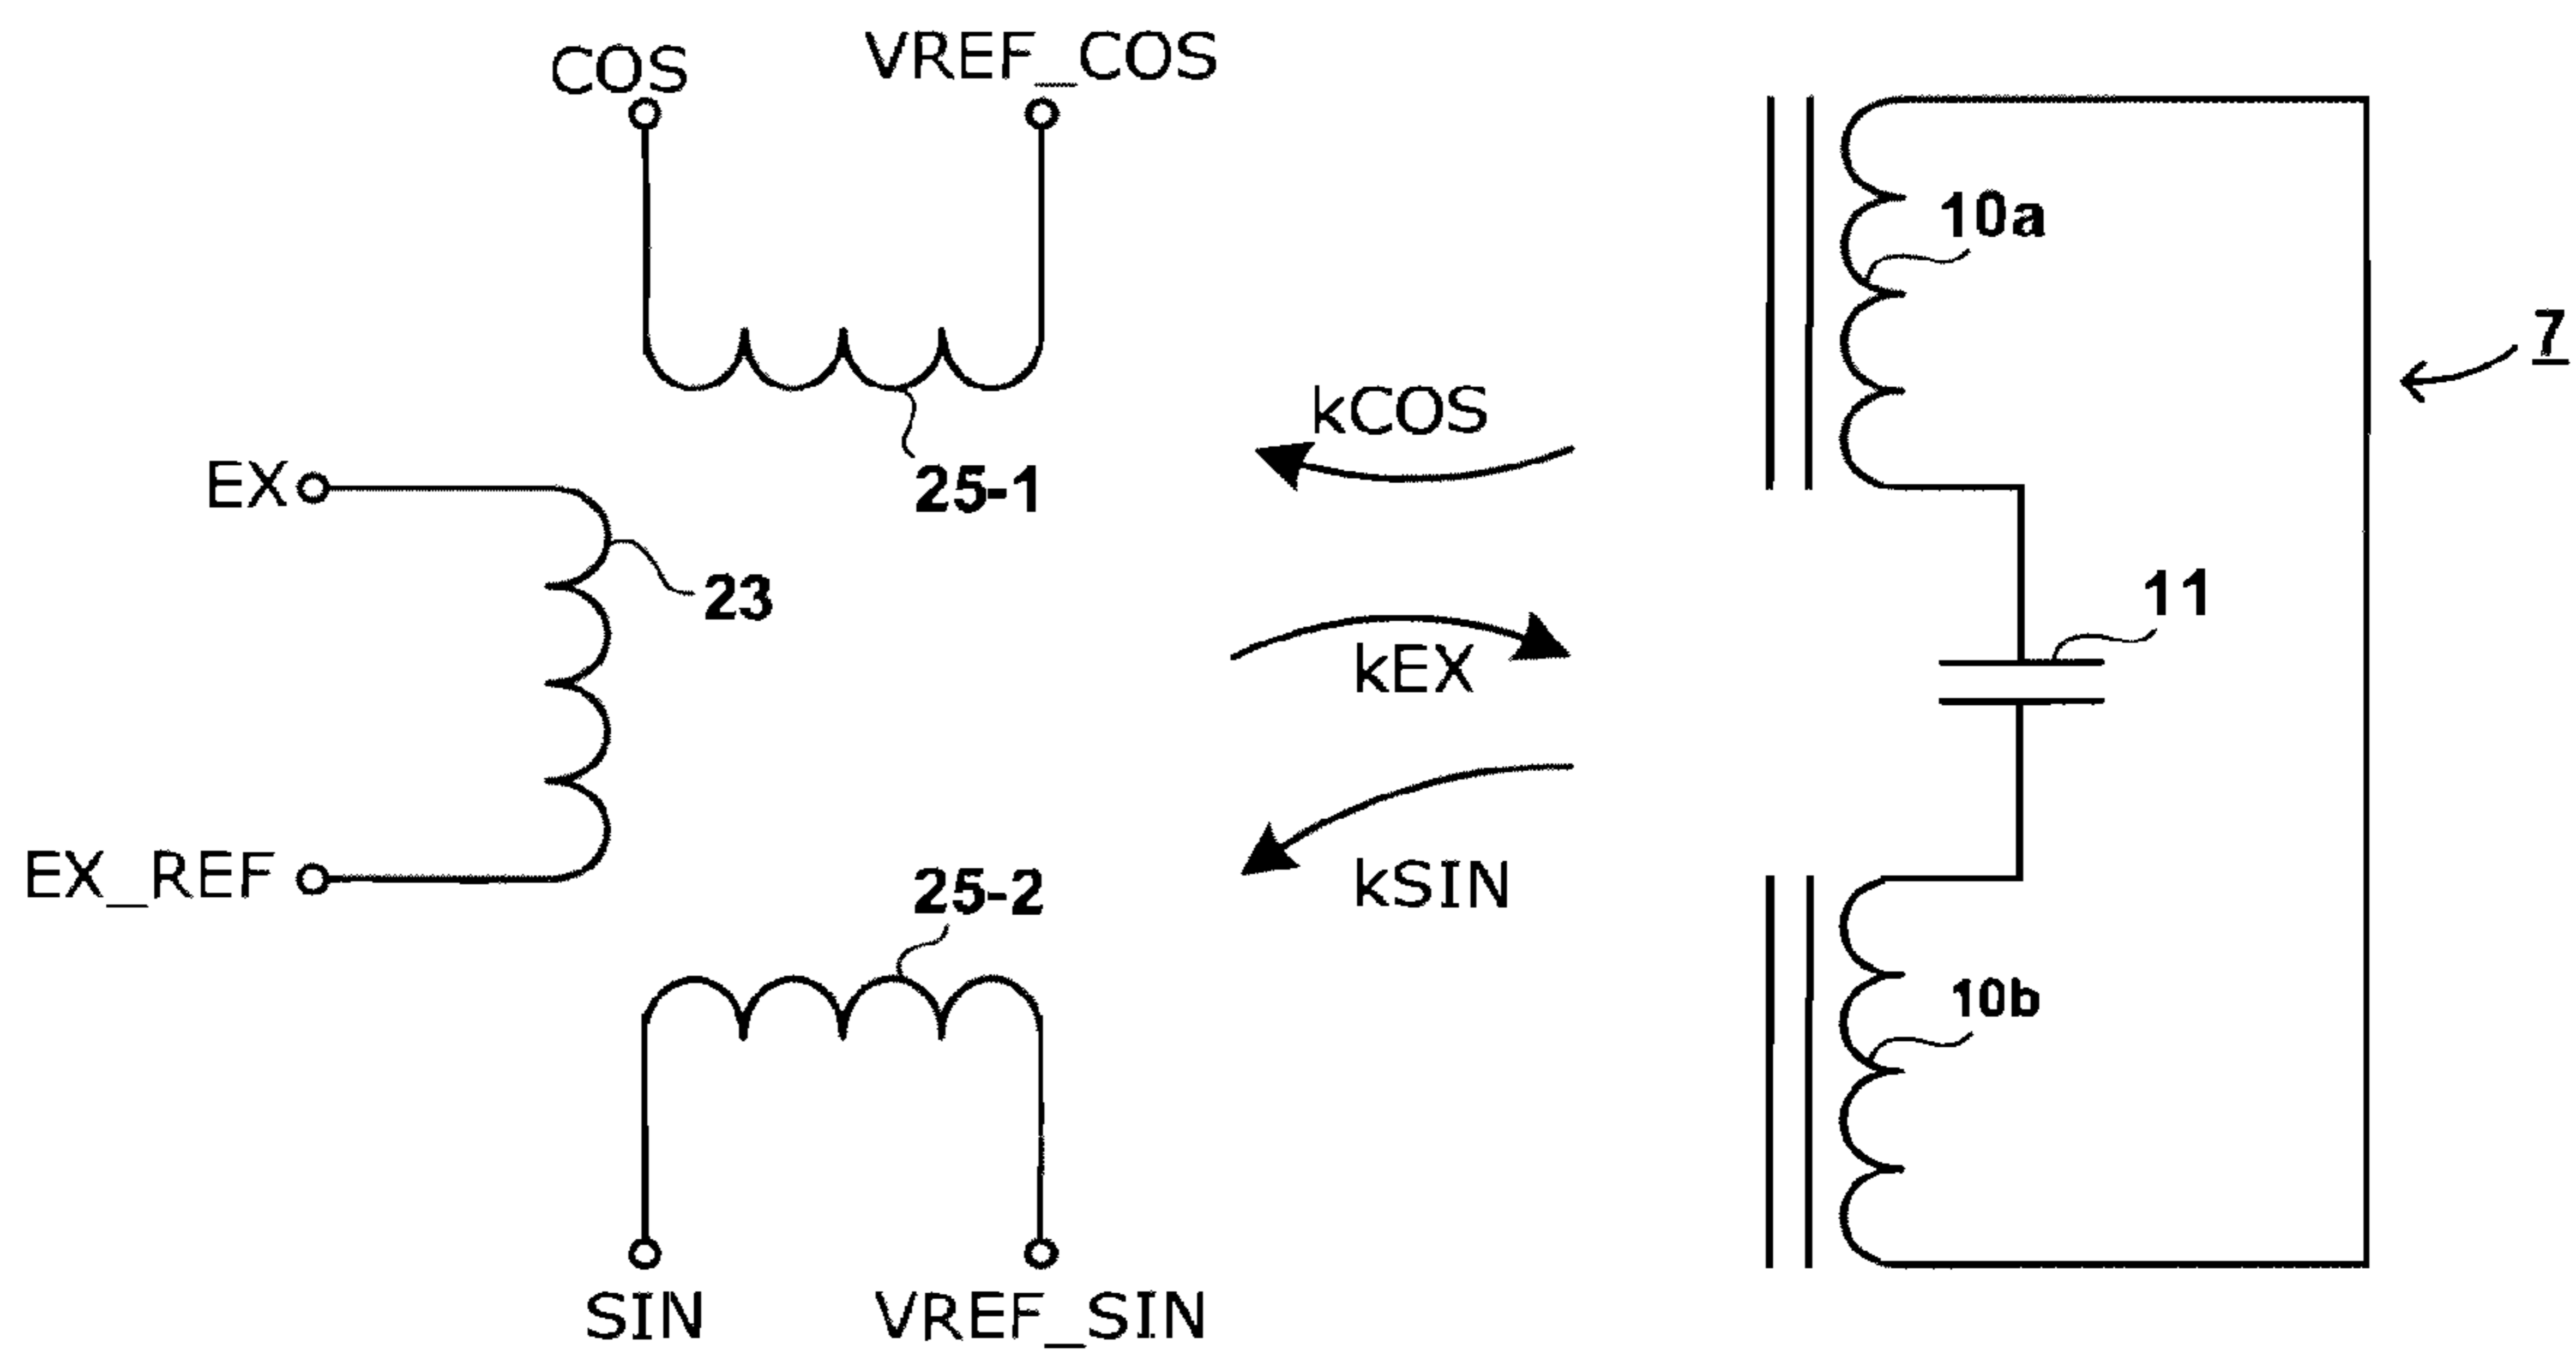 COS
VREF_COS
10a
7
kCOS
25-1
EX
23
11
kEX
EX_REF
25-2
kSIN
10b
SIN
VREF_SIN